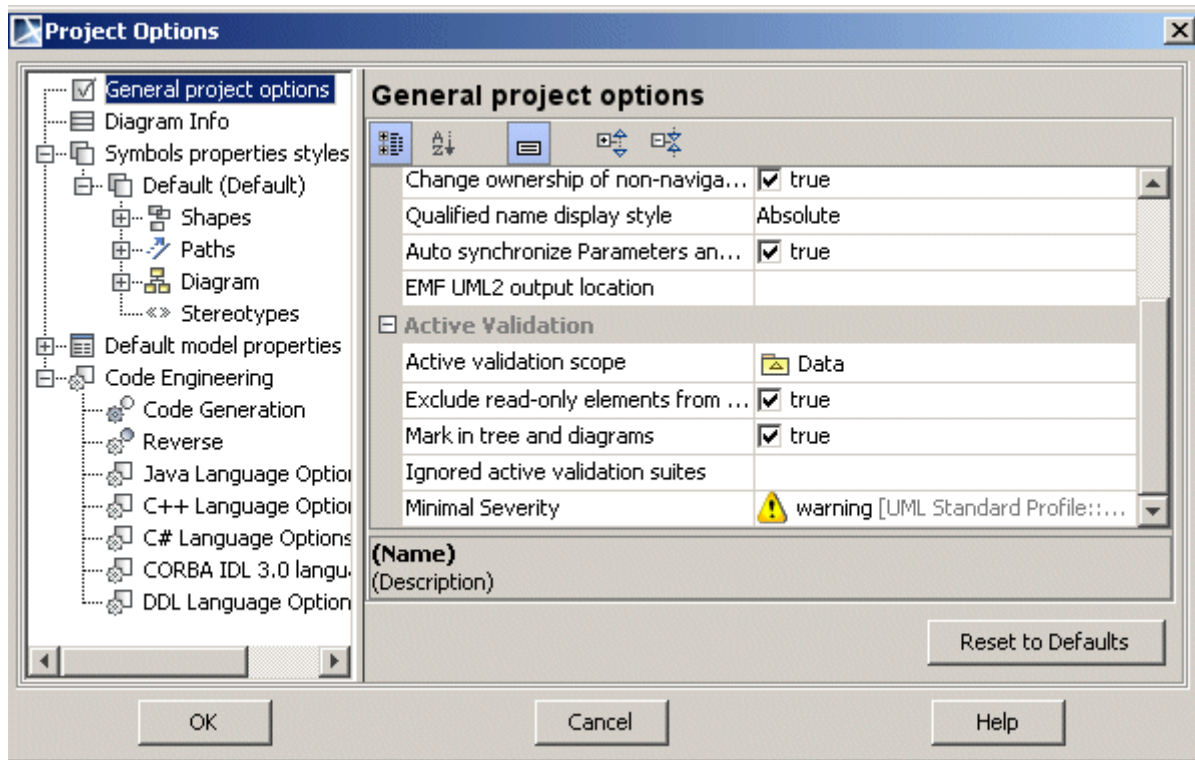 Project Options
General project options
Diagram Info
Symbols properties styles
Default (Default)
Shapes
Paths
Diagram
«» Stereotypes
Default model properties
Code Engineering
Code Generation
Reverse
Java Language Option
C++ Language Option
C# Language Options
CORBA IDL 3.0 langu
DDL Language Option
General project options
Change ownership of non-naviga... true
Qualified name display style Absolute
Auto synchronize Parameters an... true
EMF UML2 output location
Active Validation
Active validation scope Data
Exclude read-only elements from ... true
Mark in tree and diagrams true
Ignored active validation suites
Minimal Severity warning [UML Standard Profile::...
(Name)
(Description)
Reset to Defaults
OK Cancel Help